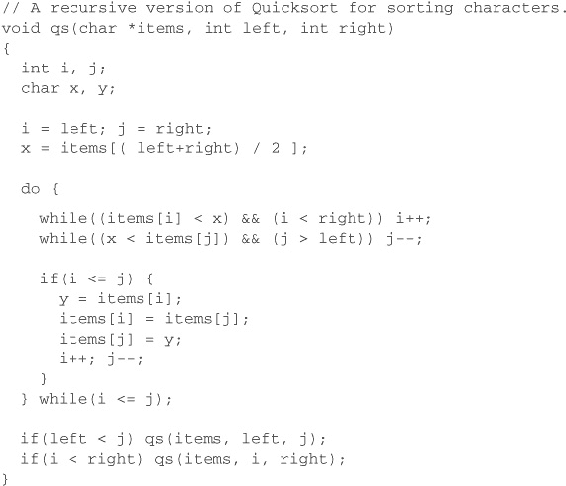 // A recursive version of Quicksort for sorting characters.
void qs(char *items, int left, int right)
{
int i, j;
char x, y;
i = left; j = right;
x = items[( left+right) / 2 ];
do {
while((items[i] < x) && (i < right)) i++;
while((x < items[j]) && (j > left)) j--;
if(i <= j) {
y = items[i];
items[i] = items[j];
items[j] = y;
i++; j--;
}
} while(i <= j);
if(left < j) qs(items, left, j);
if(i < right) qs(items, i, right);
}